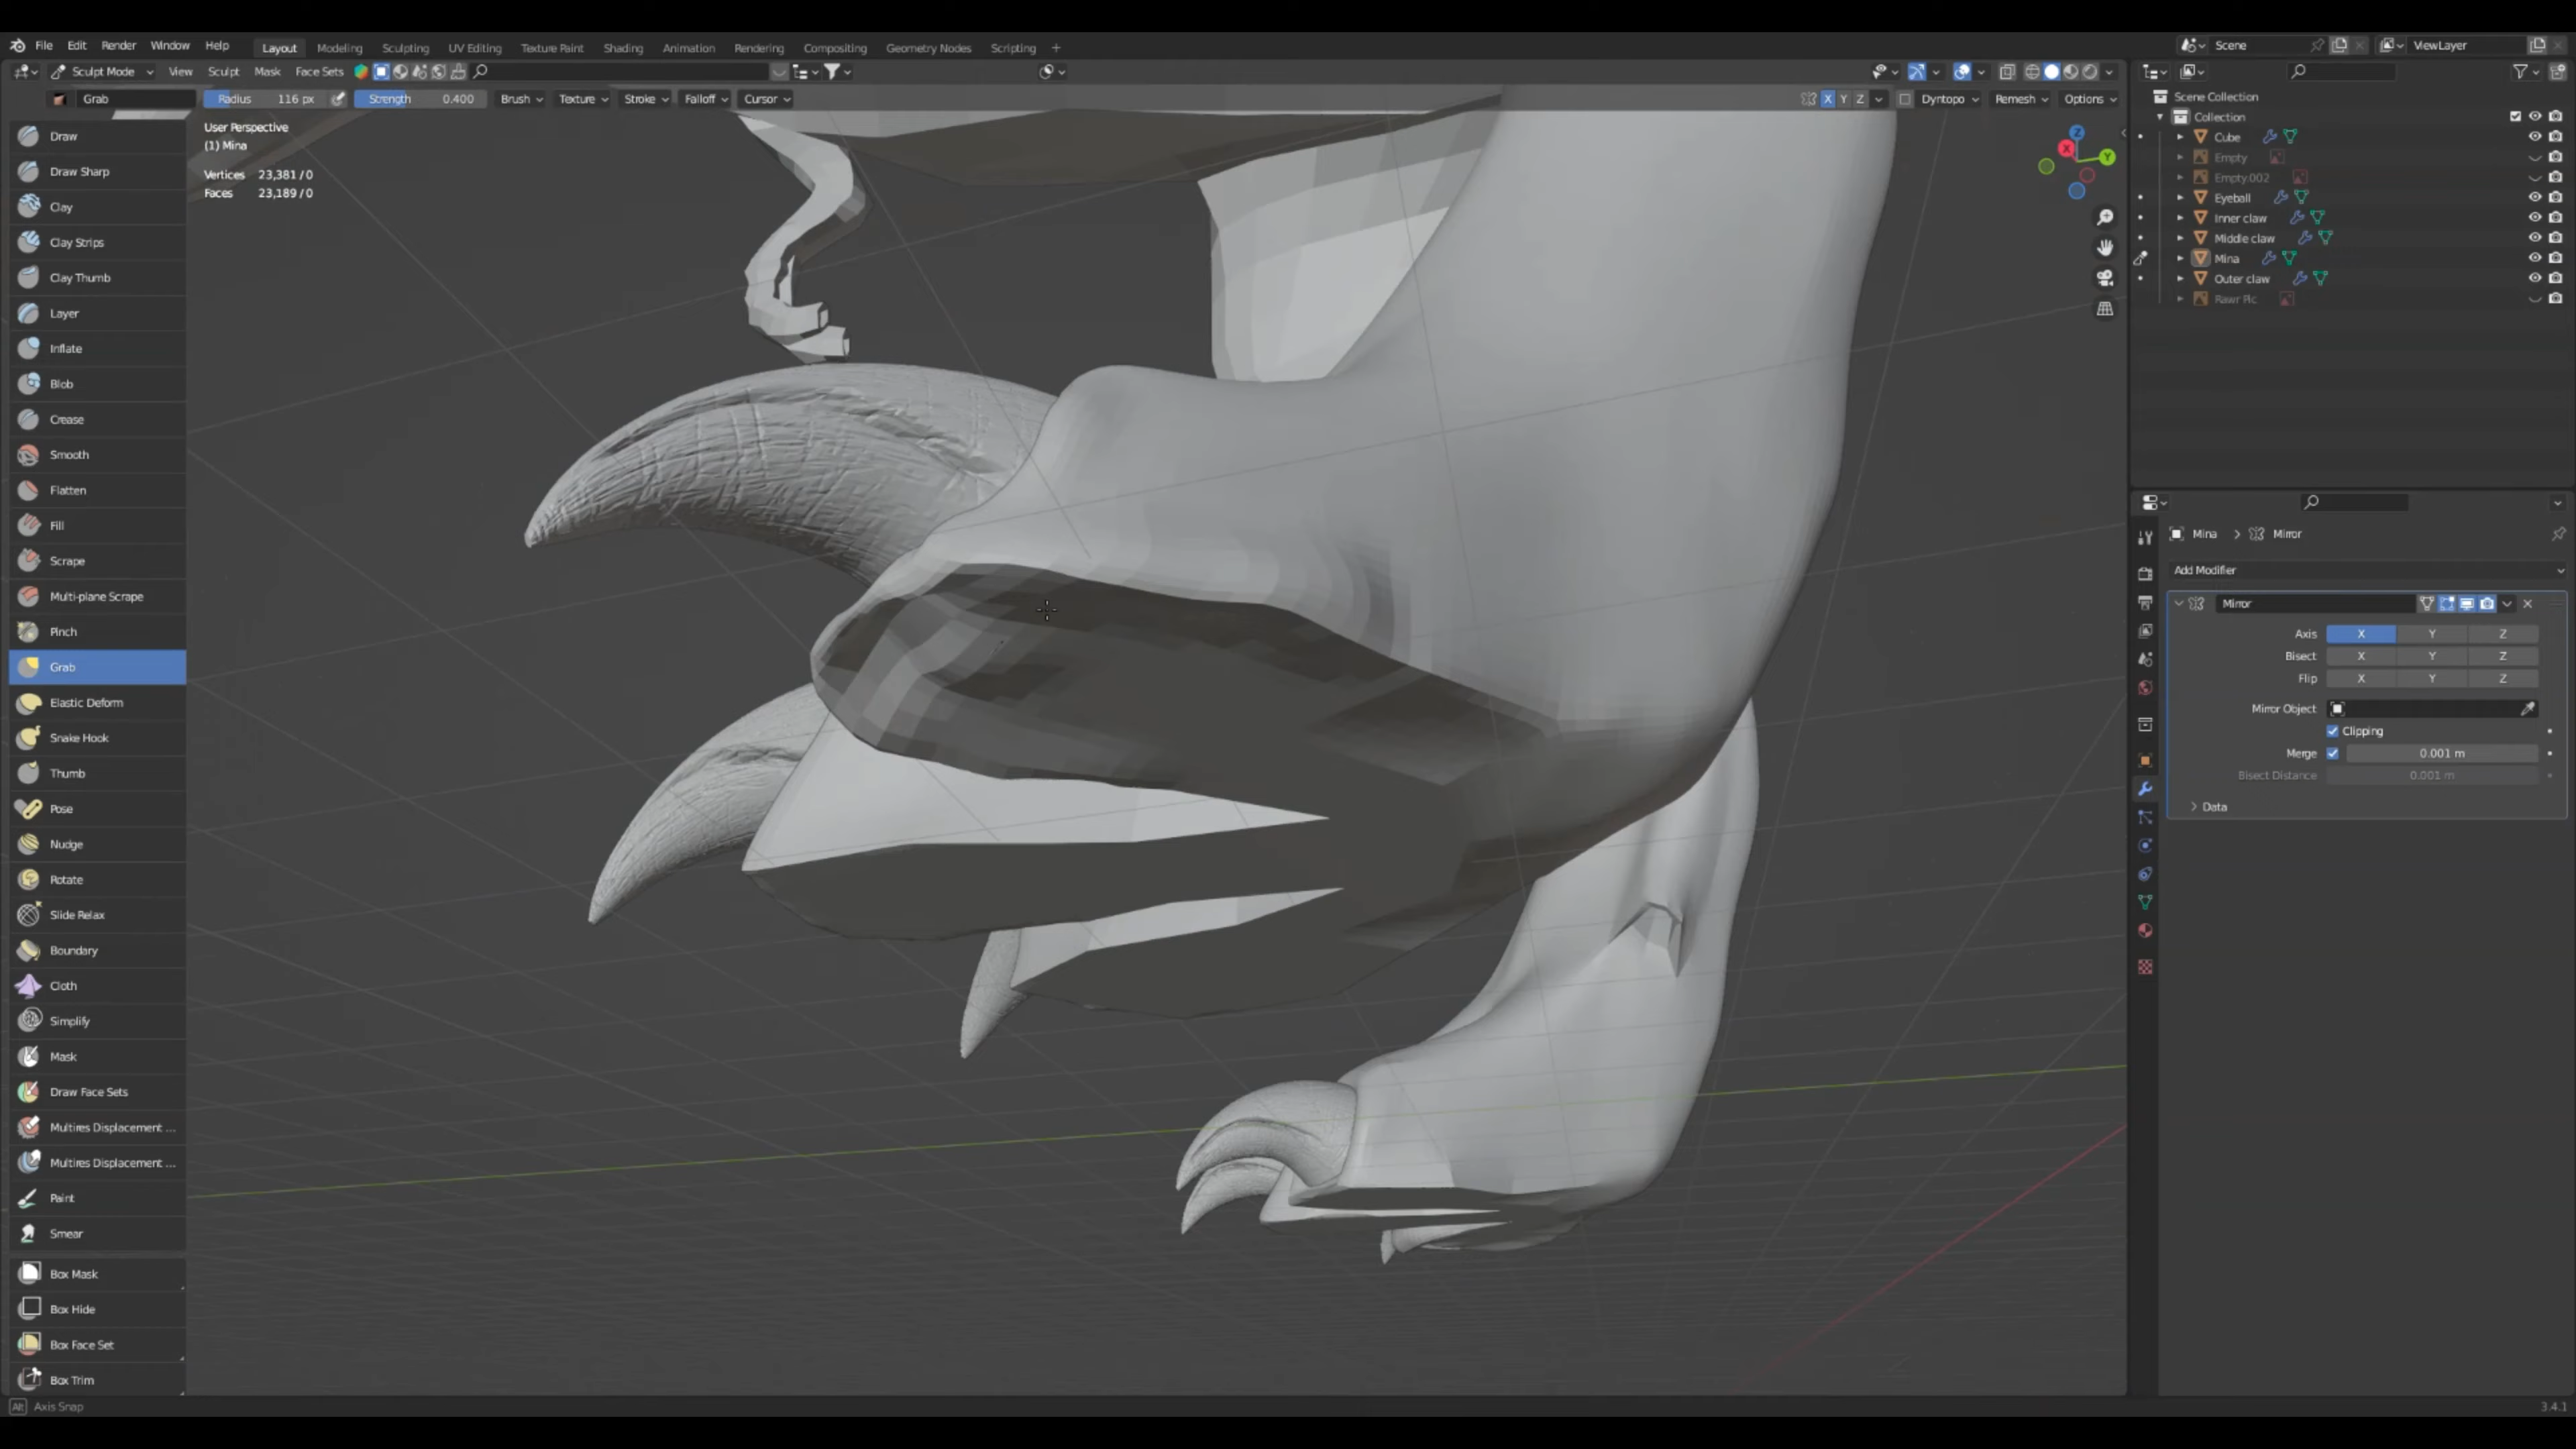 File Edit Render Window Help Layout Modeling Sculpting UV Editing Texture Paint Shading Animation Rendering Compositing Geometry Nodes Scripting + Scene ViewLayer
Sculpt Mode View Sculpt Mask Face Sets
Grab Radius 116 px Strength 0.400 Brush Texture Stroke Falloff Cursor X Y Z Dyntopo Remesh Options
User Perspective
(1) Mina
Vertices 23,381/0
Faces 23,189/0
Draw
Draw Sharp
Clay
Clay Strips
Clay Thumb
Layer
Inflate
Blob
Crease
Smooth
Flatten
Fill
Scrape
Multi-plane Scrape
Pinch
Grab
Elastic Deform
Snake Hook
Thumb
Pose
Nudge
Rotate
Slide Relax
Boundary
Cloth
Simplify
Mask
Draw Face Sets
Multires Displacement ...
Multires Displacement ...
Paint
Smear
Box Mask
Box Hide
Box Face Set
Box Trim
Z
X
Y
Scene Collection
Collection
Cube
Empty
Empty.002
Eyeball
Inner claw
Middle claw
Mina
Outer claw
Rawr Pic
Mina > Mirror
Add Modifier
Mirror
Axis X Y Z
Bisect X Y Z
Flip X Y Z
Mirror Object
Clipping
Merge 0.001 m
Bisect Distance 0.001 m
Data
Alt Axis Snap
3.4.1